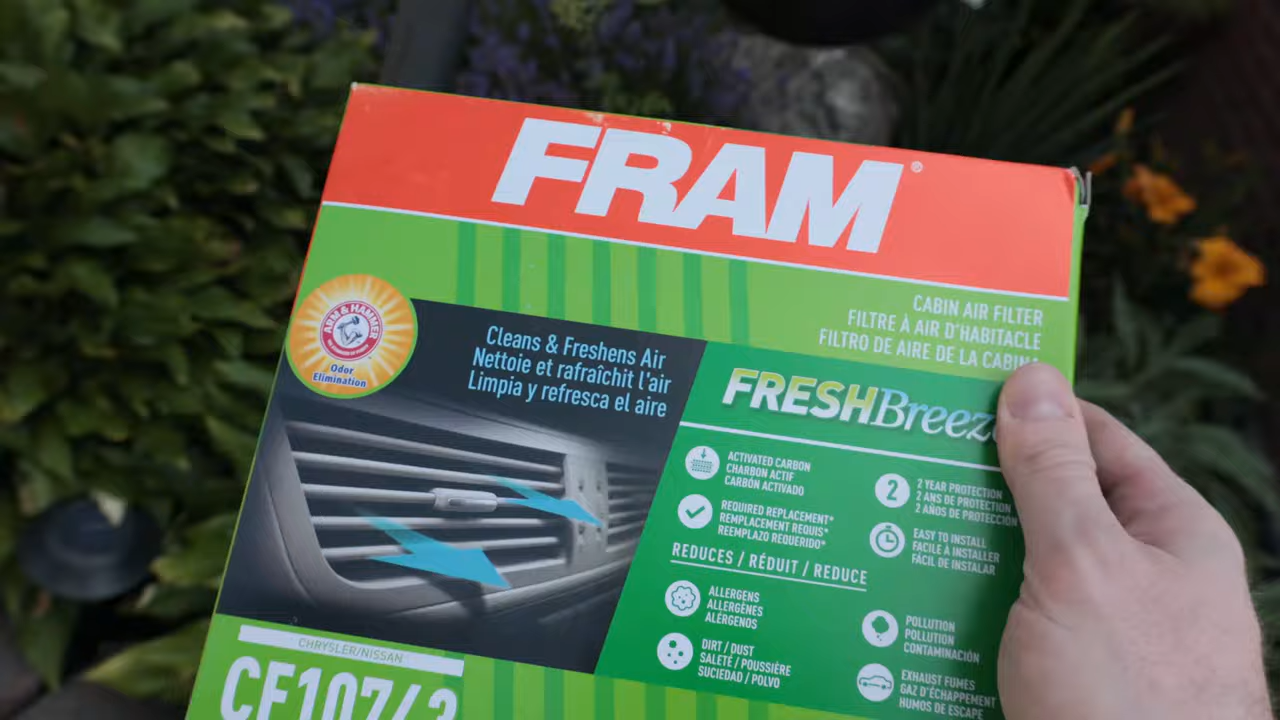 FRAM®
CABIN AIR FILTER
FILTRE À AIR D'HABITACLE
FILTRO DE AIRE DE LA CABINA
ARM & HAMMER
Odor
Elimination
Cleans & Freshens Air
Nettoie et rafraîchit l'air
Limpia y refresca el aire
FRESHBreeze
ACTIVATED CARBON
CHARBON ACTIF
CARBÓN ACTIVADO
2
2 YEAR PROTECTION
2 ANS DE PROTECTION
2 AÑOS DE PROTECCIÓN
REQUIRED REPLACEMENT*
REMPLACEMENT REQUIS*
REEMPLAZO REQUERIDO*
EASY TO INSTALL
FACILE À INSTALLER
FÁCIL DE INSTALAR
REDUCES / RÉDUIT / REDUCE
ALLERGENS
ALLERGÈNES
ALÉRGENOS
POLLUTION
POLLUTION
CONTAMINACIÓN
DIRT / DUST
SALETÉ / POUSSIÈRE
SUCIEDAD / POLVO
EXHAUST FUMES
GAZ D'ÉCHAPPEMENT
HUMOS DE ESCAPE
CHRYSLER/NISSAN